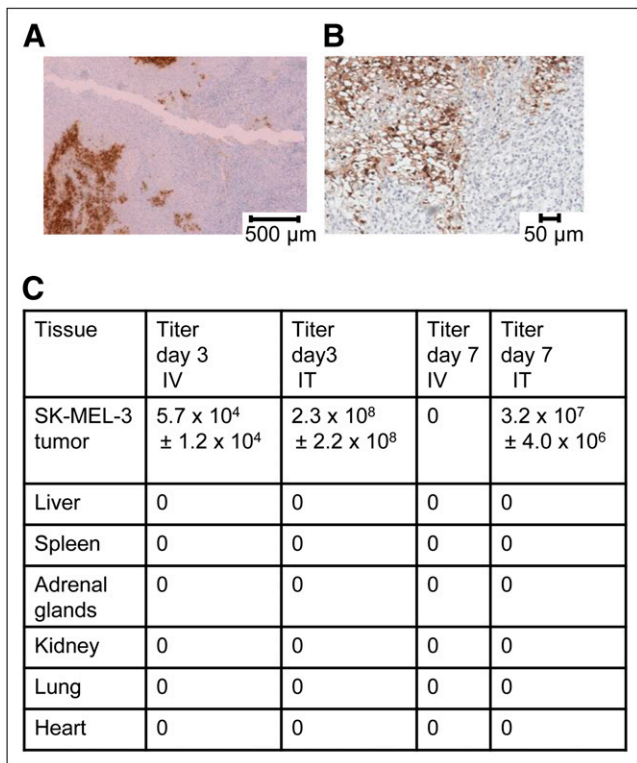 A
B
500 µm
50 µm
C
Tissue
Titer
day 3
IV
Titer
day3
IT
Titer
day 7
IV
Titer
day 7
IT
SK-MEL-3
tumor
5.7 x 10⁴
± 1.2 x 10⁴
2.3 x 10⁸
± 2.2 x 10⁸
0
3.2 x 10⁷
± 4.0 x 10⁶
Liver
0
0
0
0
Spleen
0
0
0
0
Adrenal
glands
0
0
0
0
Kidney
0
0
0
0
Lung
0
0
0
0
Heart
0
0
0
0